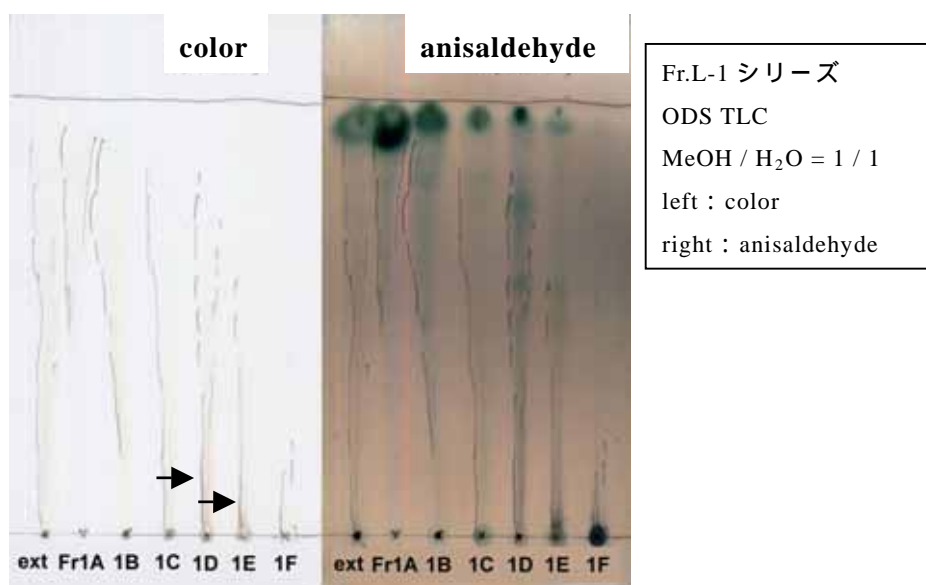 color
anisaldehyde
Fr.L-1 シリーズ
ODS TLC
MeOH / H₂O = 1 / 1
left：color
right：anisaldehyde
ext Fr1A 1B 1C 1D 1E 1F
ext Fr1A 1B 1C 1D 1E 1F